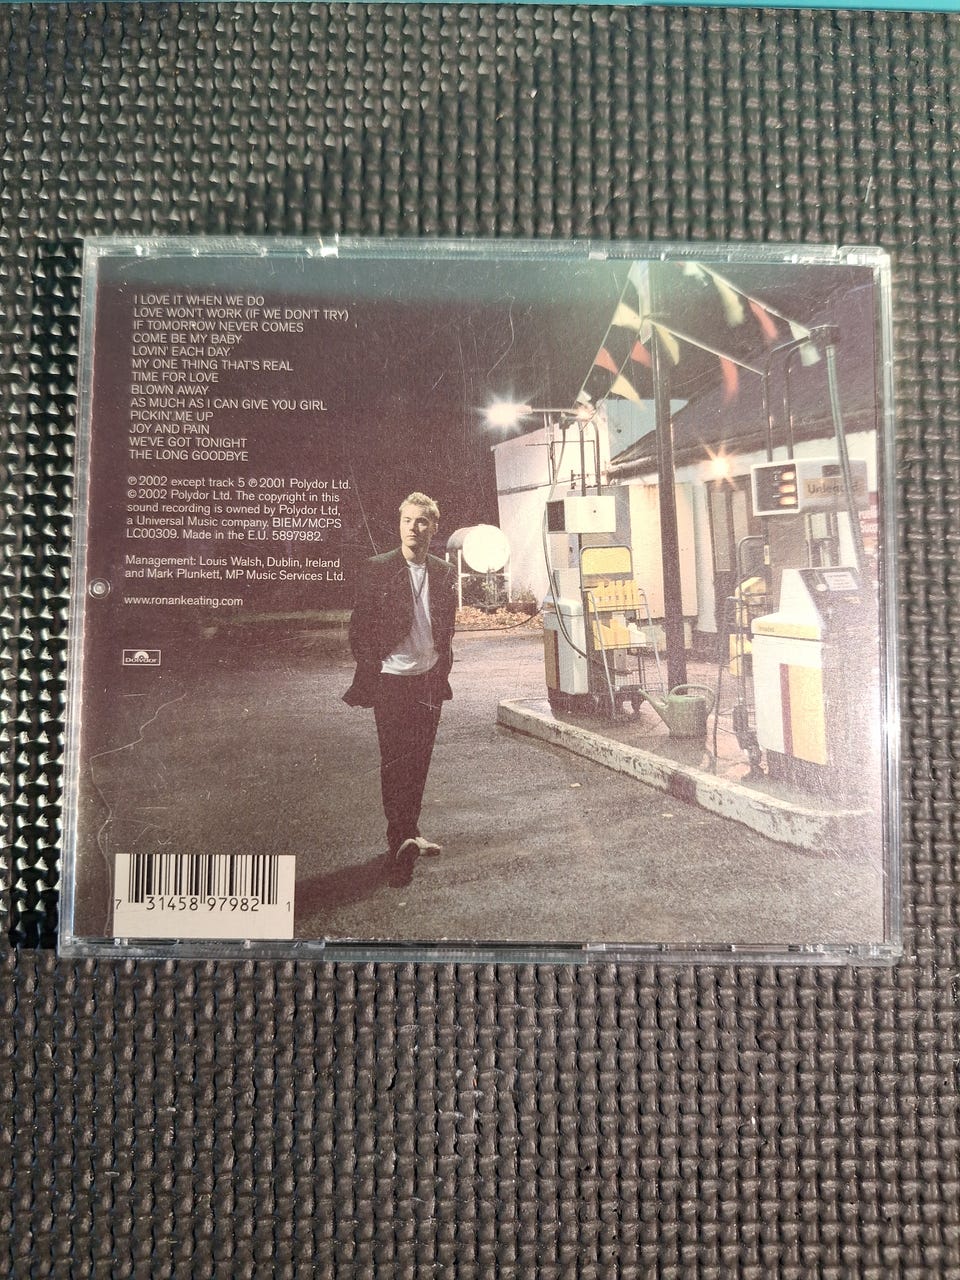 I LOVE IT WHEN WE DO
LOVE WON'T WORK (IF WE DON'T TRY)
IF TOMORROW NEVER COMES
COME BE MY BABY
LOVIN' EACH DAY
MY ONE THING THAT'S REAL
TIME FOR LOVE
BLOWN AWAY
AS MUCH AS I CAN GIVE YOU GIRL
PICKIN' ME UP
JOY AND PAIN
WE'VE GOT TONIGHT
THE LONG GOODBYE
℗ 2002 except track 5 ℗ 2001 Polydor Ltd.
© 2002 Polydor Ltd. The copyright in this
sound recording is owned by Polydor Ltd,
a Universal Music company. BIEM/MCPS
LC00309. Made in the E.U. 5897982.
Management: Louis Walsh, Dublin, Ireland
and Mark Plunkett, MP Music Services Ltd.
www.ronankeating.com
Polydor
Unleaded
7 31458 97982 1